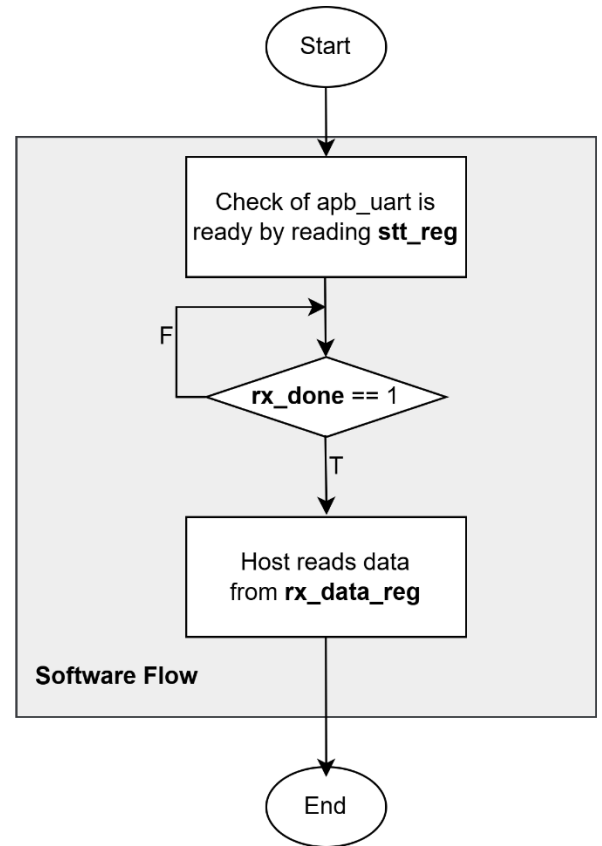 Start
Check of apb_uart is
ready by reading stt_reg
F
rx_done == 1
T
Host reads data
from rx_data_reg
Software Flow
End